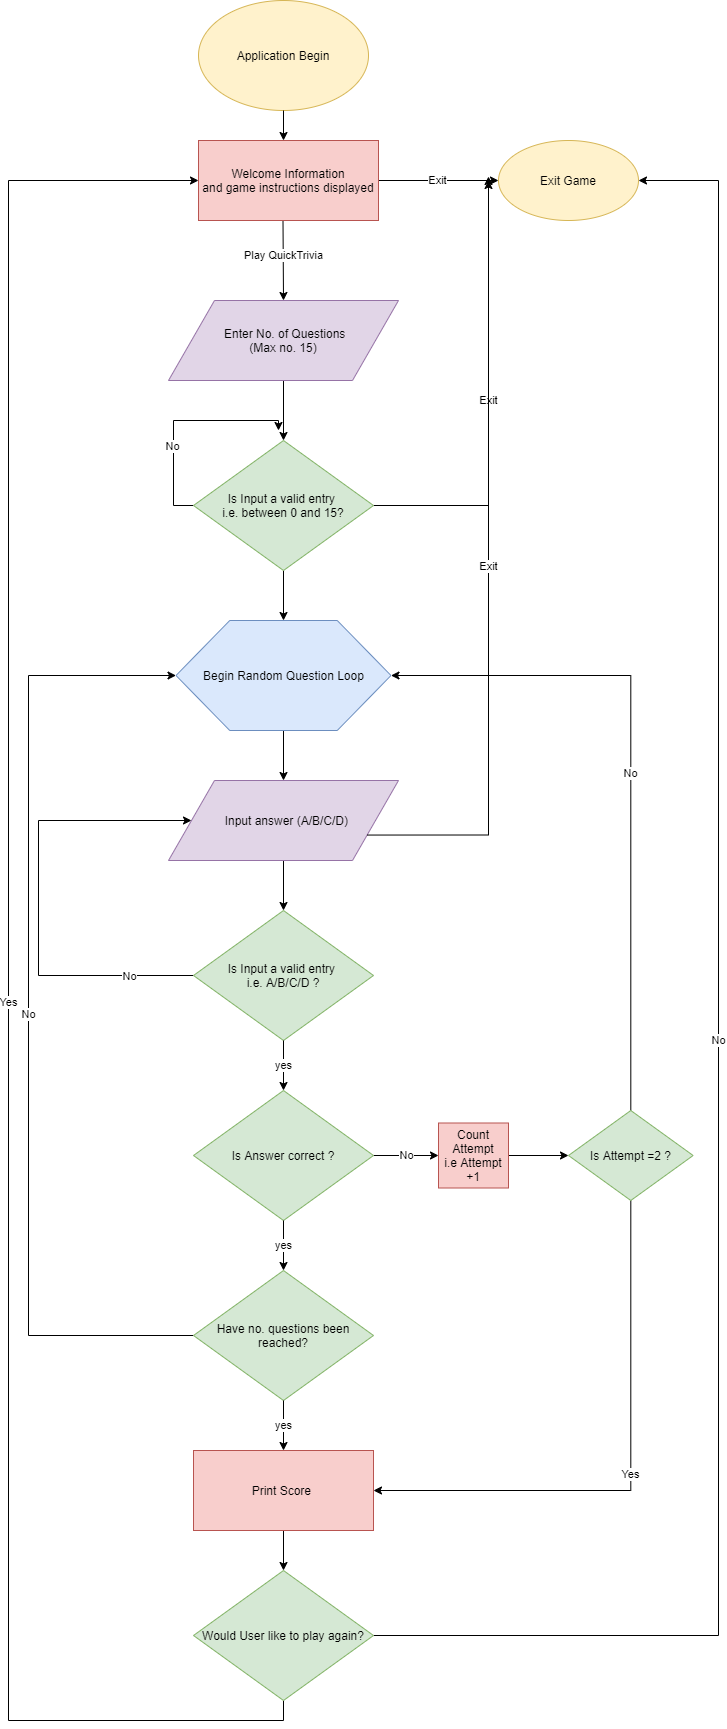 Application Begin
Welcome Information
and game instructions displayed
Exit
Exit Game
Play QuickTrivia
Enter No. of Questions
(Max no. 15)
Exit
No
Is Input a valid entry
i.e. between 0 and 15?
Exit
Begin Random Question Loop
No
Input answer (A/B/C/D)
Is Input a valid entry
i.e. A/B/C/D ?
No
Yes
No
No
yes
Is Answer correct ?
No
Count
Attempt
i.e Attempt
+1
Is Attempt =2 ?
yes
Have no. questions been
reached?
yes
Yes
Print Score
Would User like to play again?